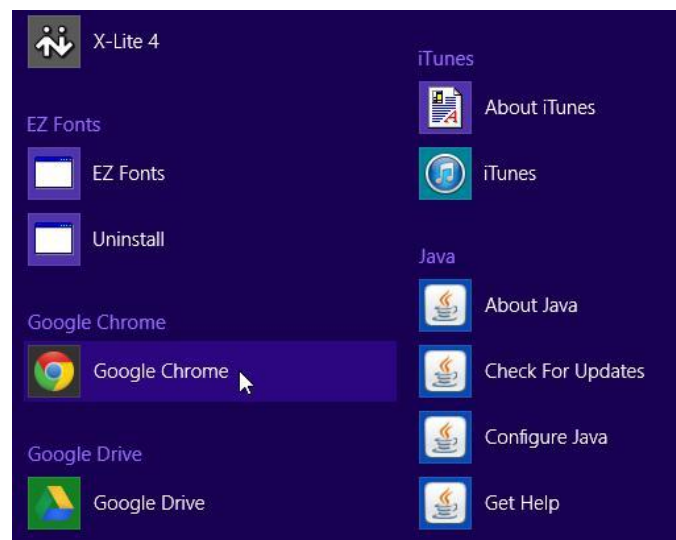 X-Lite 4
EZ Fonts
EZ Fonts
Uninstall
Google Chrome
Google Chrome
Google Drive
Google Drive
iTunes
About iTunes
iTunes
Java
About Java
Check For Updates
Configure Java
Get Help